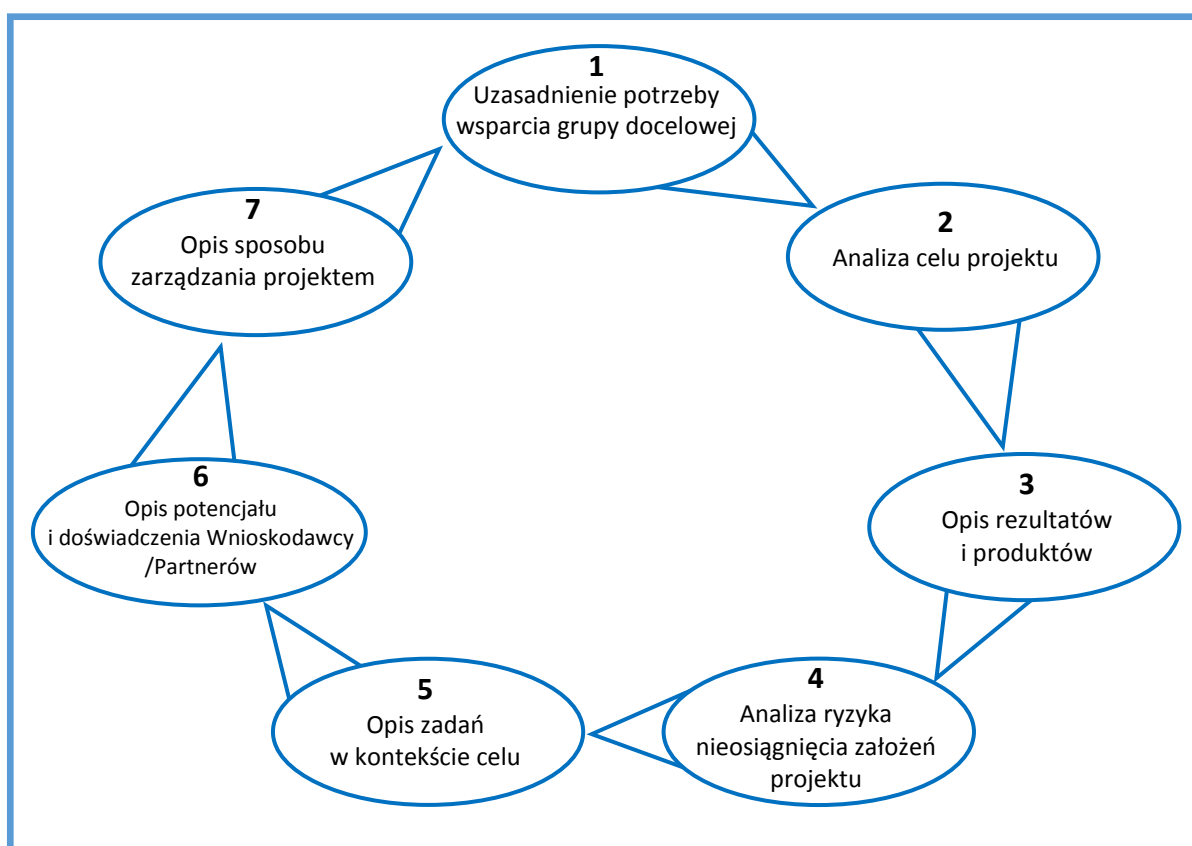 1
Uzasadnienie potrzeby
wsparcia grupy docelowej
2
Analiza celu projektu
3
Opis rezultatów
i produktów
4
Analiza ryzyka
nieosiągnięcia założeń
projektu
5
Opis zadań
w kontekście celu
6
Opis potencjału
i doświadczenia Wnioskodawcy
/Partnerów
7
Opis sposobu
zarządzania projektem